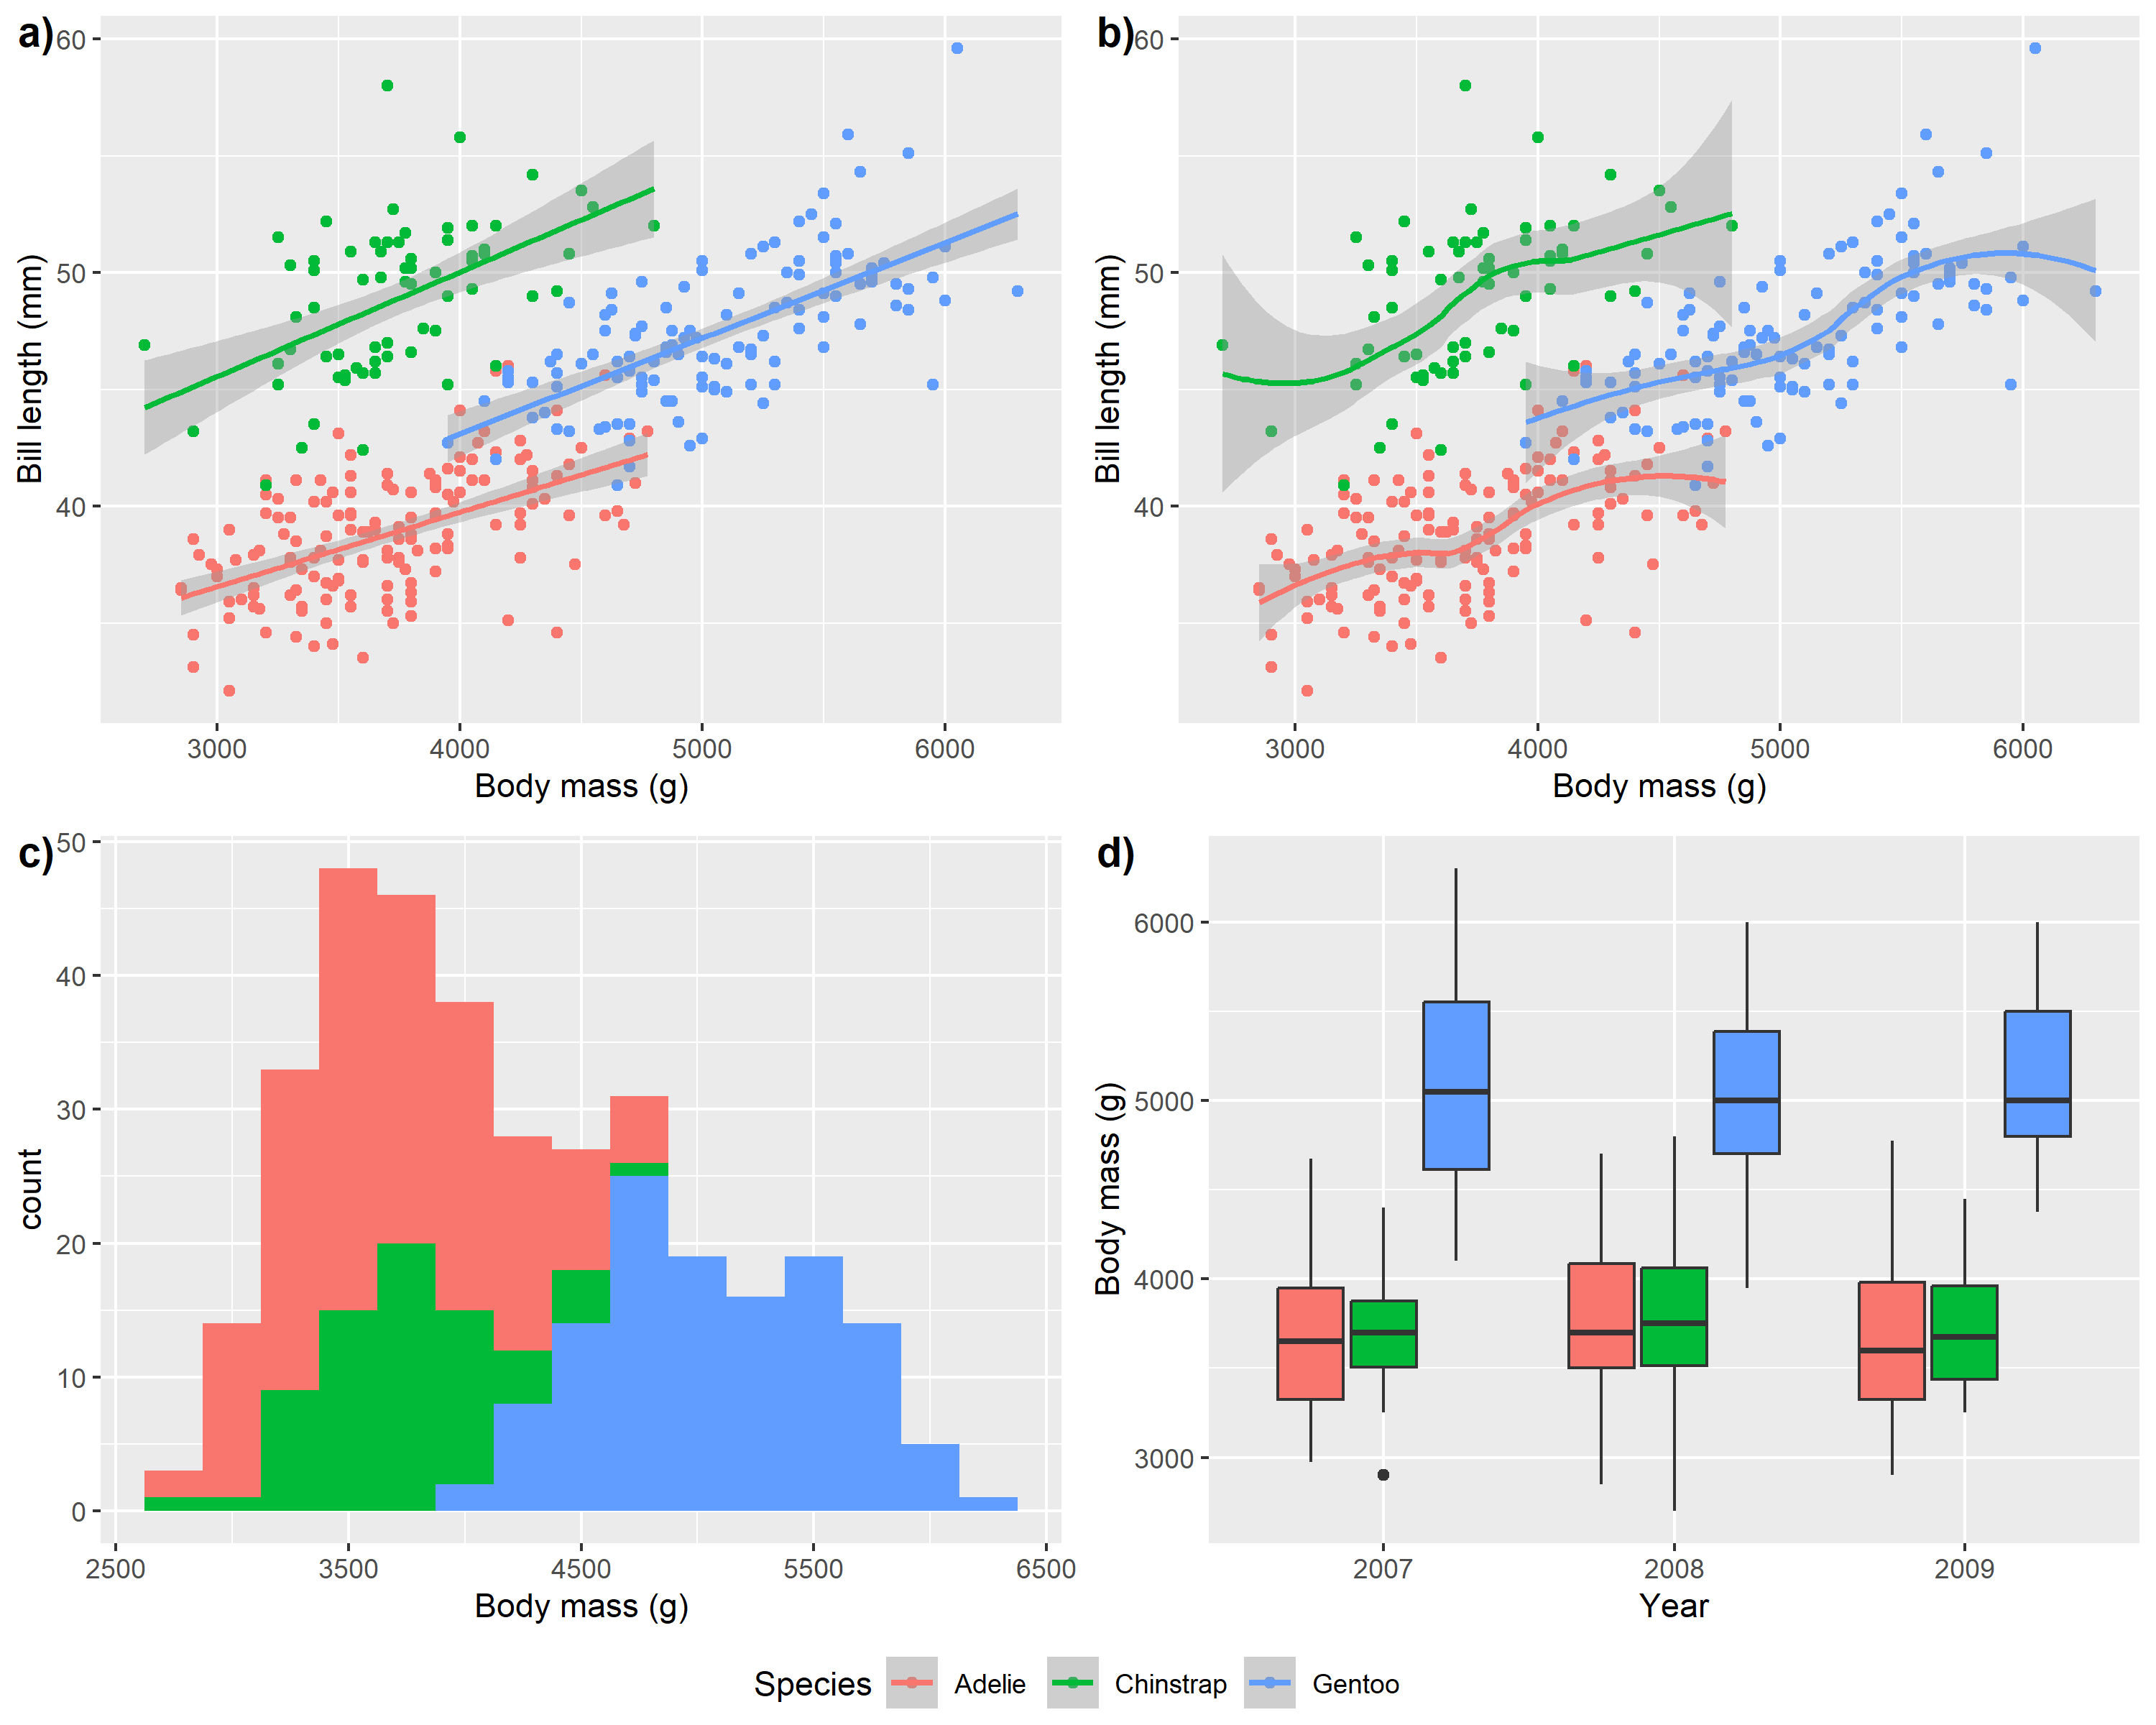 a)
60
50
40
Bill length (mm)
3000 4000 5000 6000
Body mass (g)
b)
60
50
40
Bill length (mm)
3000 4000 5000 6000
Body mass (g)
c)
50
40
30
20
10
0
count
2500 3500 4500 5500 6500
Body mass (g)
d)
6000
5000
4000
3000
Body mass (g)
2007 2008 2009
Year
Species Adelie Chinstrap Gentoo